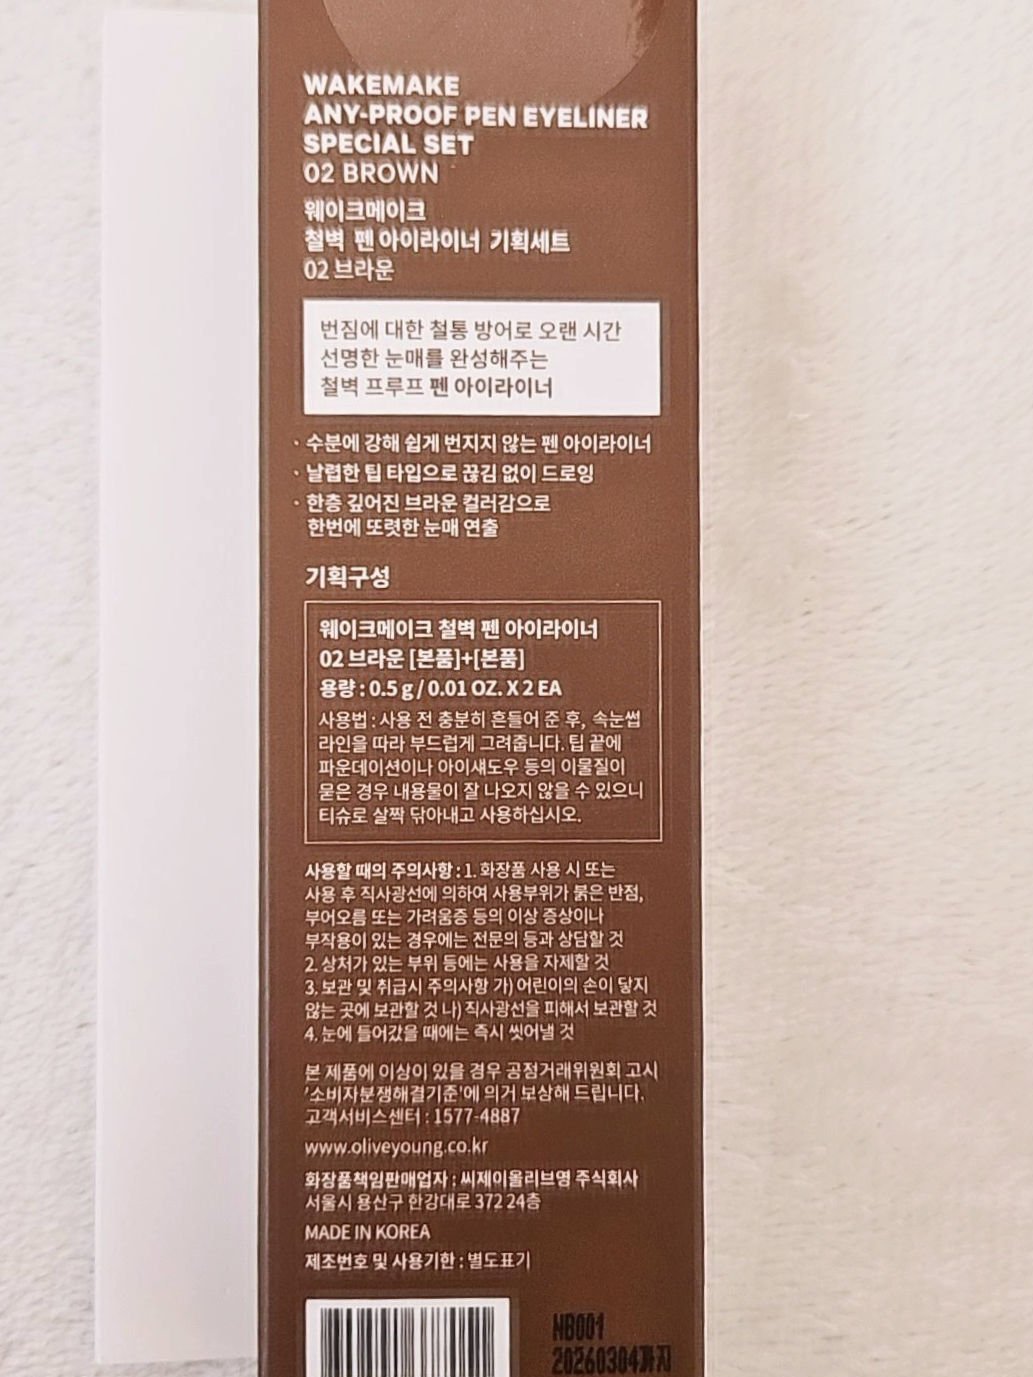 WAKEMAKE
ANY-PROOF PEN EYELINER
SPECIAL SET
02 BROWN
웨이크메이크
철벽 펜 아이라이너 기획세트
02 브라운
번짐에 대한 철통 방어로 오랜 시간
선명한 눈매를 완성해주는
철벽 프루프 펜 아이라이너
· 수분에 강해 쉽게 번지지 않는 펜 아이라이너
· 날렵한 팁 타입으로 끊김 없이 드로잉
· 한층 깊어진 브라운 컬러감으로
한번에 또렷한 눈매 연출
기획구성
웨이크메이크 철벽 펜 아이라이너
02 브라운 [본품]+[본품]
용량 : 0.5 g / 0.01 OZ. X 2 EA
사용법 : 사용 전 충분히 흔들어 준 후, 속눈썹
라인을 따라 부드럽게 그려줍니다. 팁 끝에
파운데이션이나 아이섀도우 등의 이물질이
묻은 경우 내용물이 잘 나오지 않을 수 있으니
티슈로 살짝 닦아내고 사용하십시오.
사용할 때의 주의사항 : 1. 화장품 사용 시 또는
사용 후 직사광선에 의하여 사용부위가 붉은 반점,
부어오름 또는 가려움증 등의 이상 증상이나
부작용이 있는 경우에는 전문의 등과 상담할 것
2. 상처가 있는 부위 등에는 사용을 자제할 것
3. 보관 및 취급시 주의사항 가) 어린이의 손이 닿지
않는 곳에 보관할 것 나) 직사광선을 피해서 보관할 것
4. 눈에 들어갔을 때에는 즉시 씻어낼 것
본 제품에 이상이 있을 경우 공정거래위원회 고시
'소비자분쟁해결기준'에 의거 보상해 드립니다.
고객서비스센터 : 1577-4887
www.oliveyoung.co.kr
화장품책임판매업자 : 씨제이올리브영 주식회사
서울시 용산구 한강대로 372 24층
MADE IN KOREA
제조번호 및 사용기한 : 별도표기
NB001
20260304까지